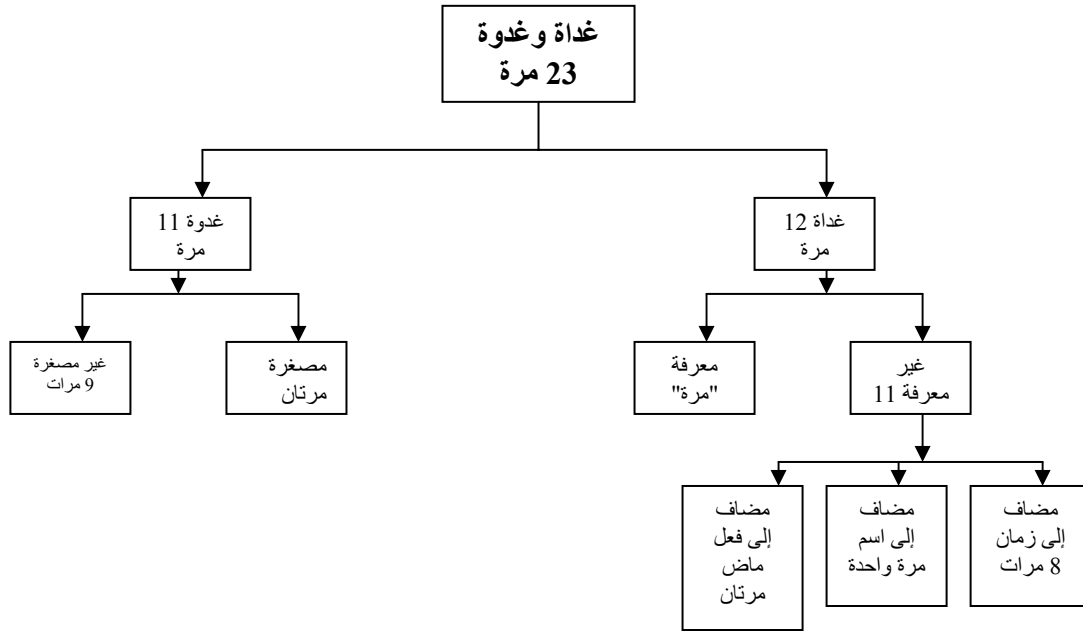 غداة وغدوة
23 مرة
غداة 12
مرة
غدوة 11
مرة
غير
معرفة 11
معرفة
"مرة"
مصغرة
مرتان
غير مصغرة
9 مرات
مضاف
إلى زمان
8 مرات
مضاف
إلى اسم
مرة واحدة
مضاف
إلى فعل
ماض
مرتان